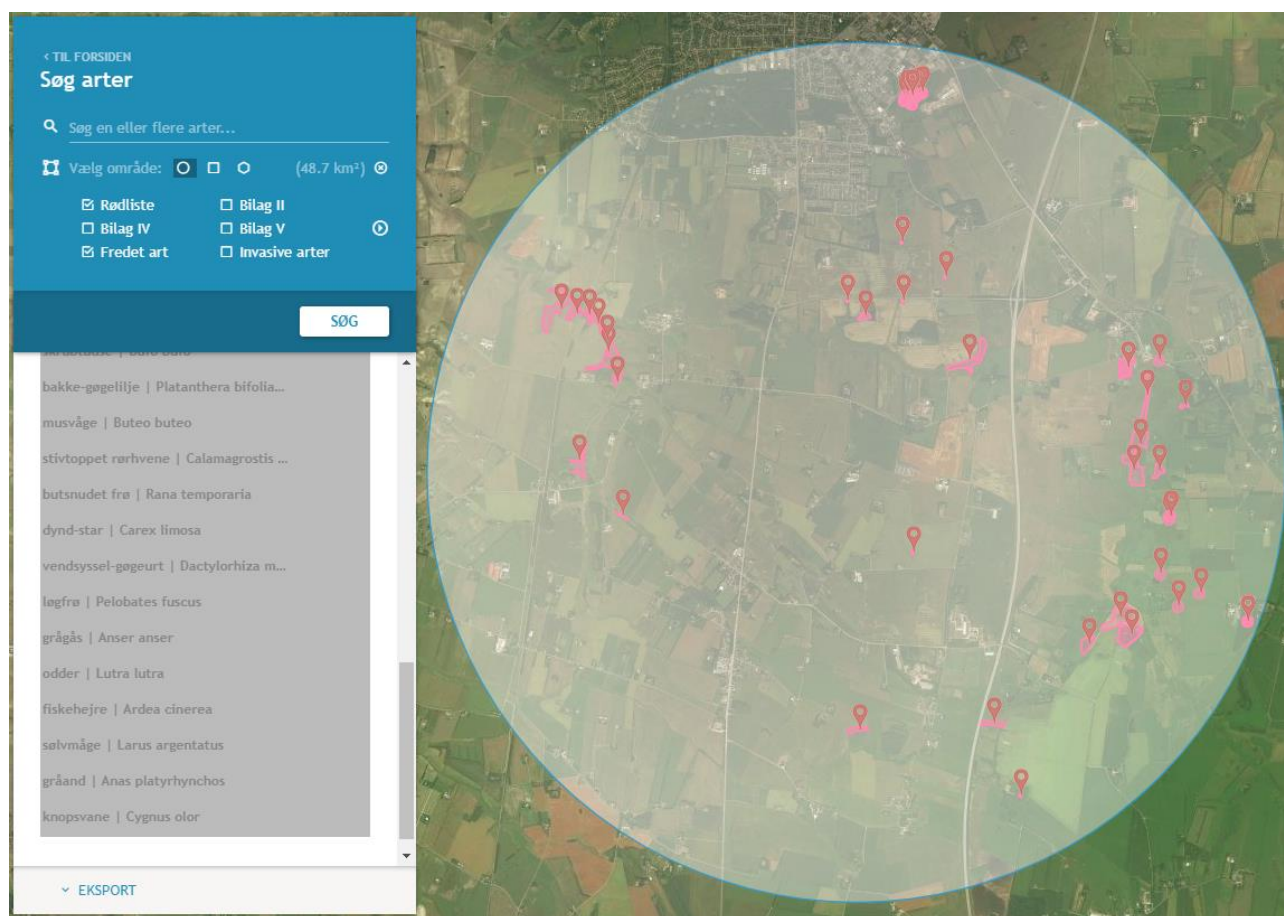 ‹ TIL FORSIDEN
Søg arter
Søg en eller flere arter...
Vælg område: (48.7 km²)
Rødliste Bilag II
Bilag IV Bilag V
Fredet art Invasive arter
SØG
bakke-gøgelilje | Platanthera bifolia...
musvåge | Buteo buteo
stivtoppet rørhvene | Calamagrostis ...
butsnudet frø | Rana temporaria
dynd-star | Carex limosa
vendsyssel-gøgeurt | Dactylorhiza m...
løgfrø | Pelobates fuscus
grågås | Anser anser
odder | Lutra lutra
fiskehejre | Ardea cinerea
sølvmåge | Larus argentatus
gråand | Anas platyrhynchos
knopsvane | Cygnus olor
EKSPORT